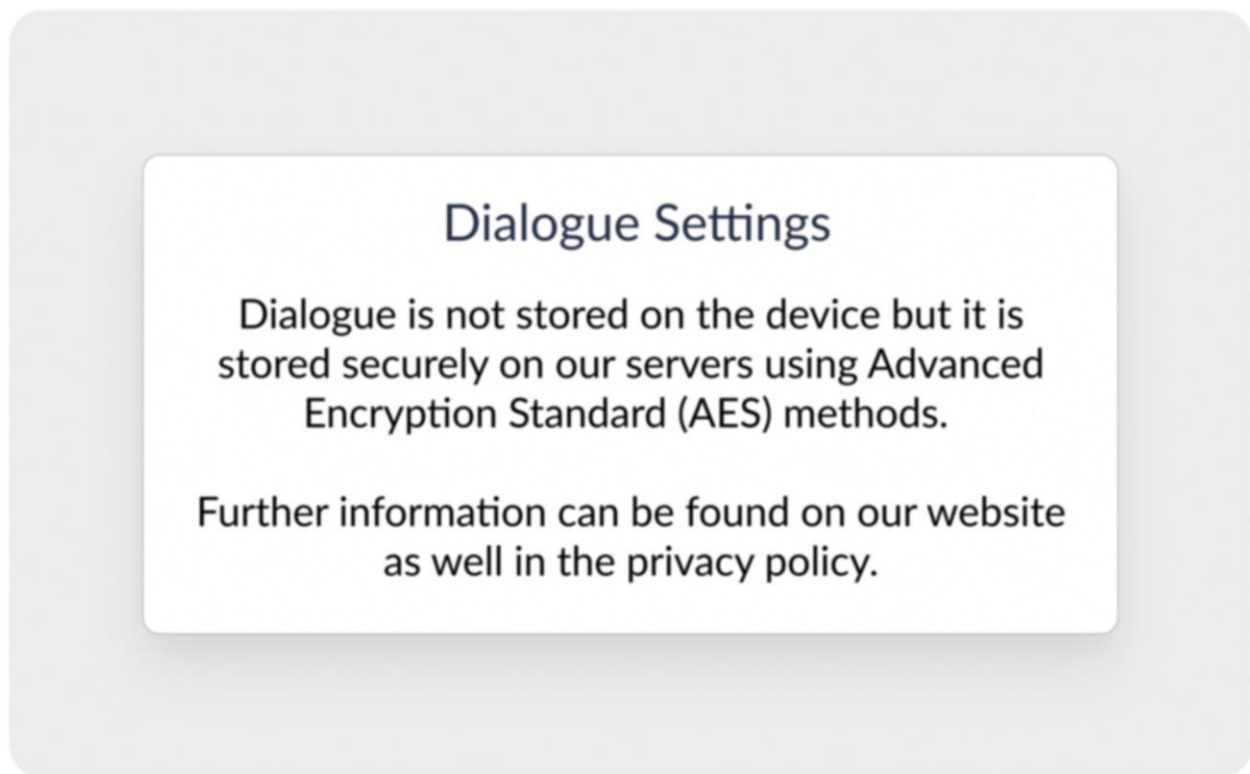 Dialogue Settings
Dialogue is not stored on the device but it is
stored securely on our servers using Advanced
Encryption Standard (AES) methods.
Further information can be found on our website
as well in the privacy policy.